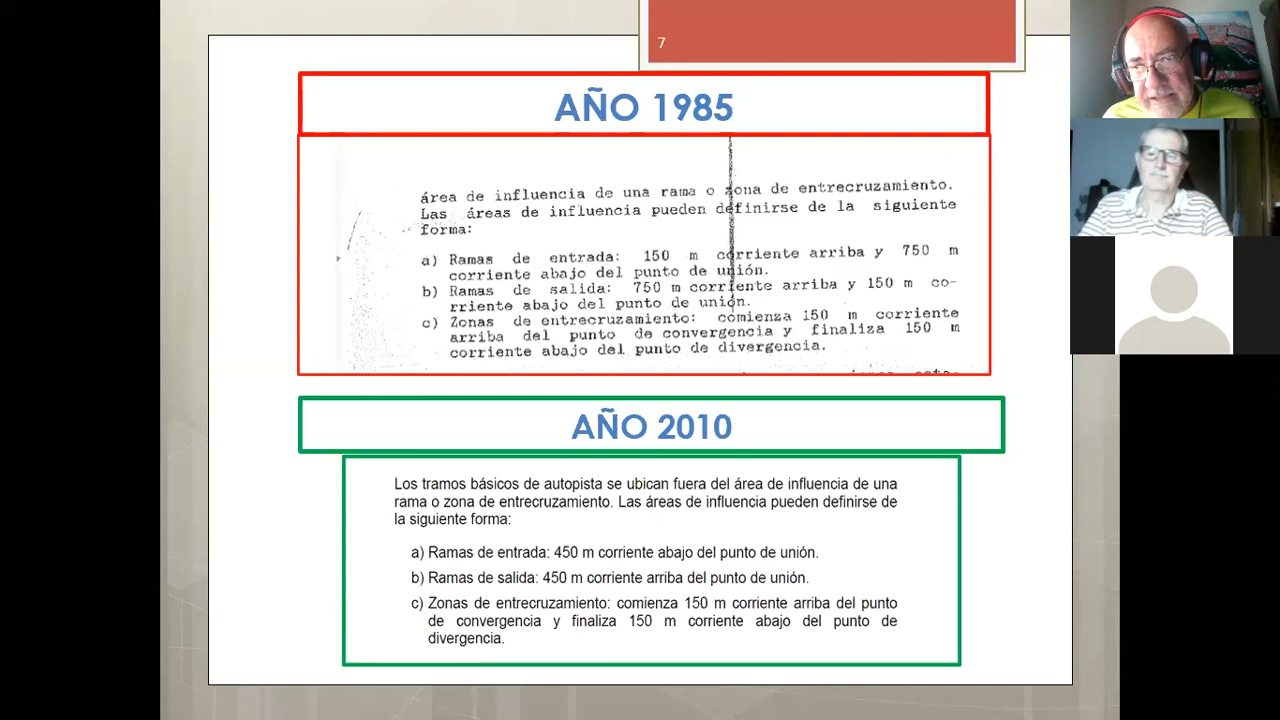 7
AÑO 1985
área de influencia de una rama o zona de entrecruzamiento.
Las áreas de influencia pueden definirse de la siguiente
forma:
a) Ramas de entrada: 150 m corriente arriba y 750 m
corriente abajo del punto de unión.
b) Ramas de salida: 750 m corriente arriba y 150 m co-
rriente abajo del punto de unión.
c) Zonas de entrecruzamiento: comienza 150 m corriente
arriba del punto de convergencia y finaliza 150 m
corriente abajo del punto de divergencia.
AÑO 2010
Los tramos básicos de autopista se ubican fuera del área de influencia de una
rama o zona de entrecruzamiento. Las áreas de influencia pueden definirse de
la siguiente forma:
a) Ramas de entrada: 450 m corriente abajo del punto de unión.
b) Ramas de salida: 450 m corriente arriba del punto de unión.
c) Zonas de entrecruzamiento: comienza 150 m corriente arriba del punto
de convergencia y finaliza 150 m corriente abajo del punto de
divergencia.